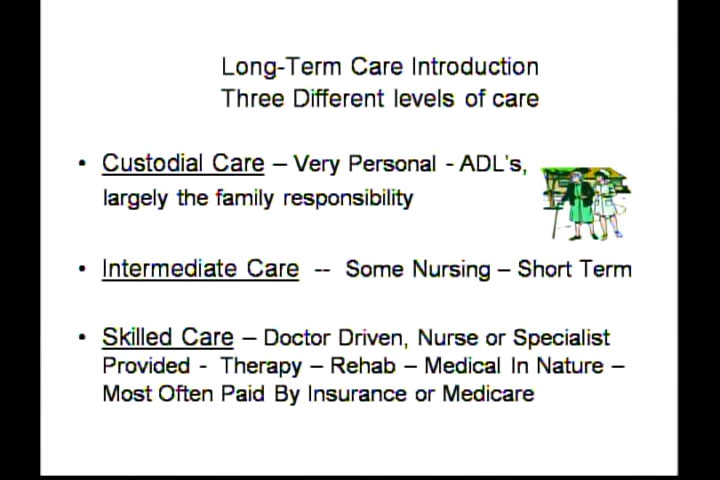 Long-Term Care Introduction
Three Different levels of care
• Custodial Care – Very Personal - ADL's,
largely the family responsibility
• Intermediate Care -- Some Nursing – Short Term
• Skilled Care – Doctor Driven, Nurse or Specialist
Provided - Therapy – Rehab – Medical In Nature –
Most Often Paid By Insurance or Medicare